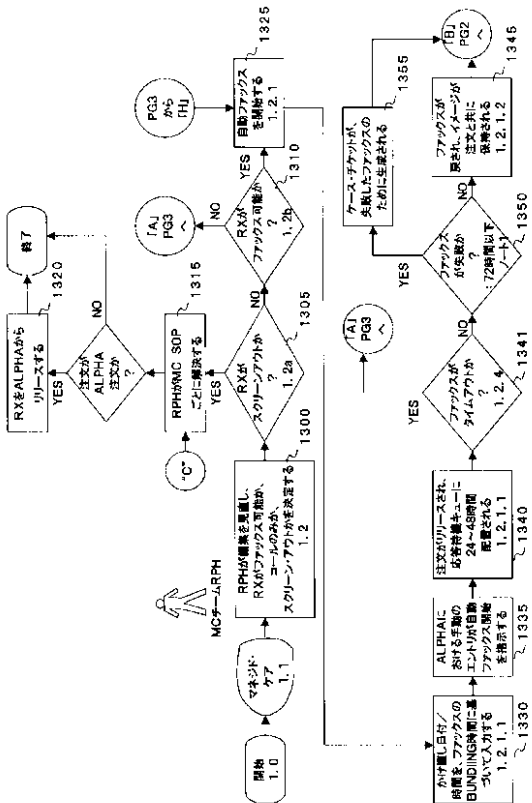 開始
1.0
マネジド・
ケア
1.1
MCチームRPH
RPHが編集を見直し、
RXがファックス可能か、
コールのみか、
スクリーン・アウトかを決定する
1.2
1300
RXが
スクリーンアウトか
?
1.2a
1305
YES
NO
"C"
RPHがMC SOP
ごとに解決する
1315
注文が
ALPHA
注文か
?
YES
NO
RXをALPHAから
リリースする
1320
終了
RXが
ファックス可能か
?
1.2b
1310
NO
YES
「A」
PG3
へ
PG3
から
「H」
自動ファックス
を開始する
1.2.1
1325
かけ直し日付/
時間を、ファックスの
BUNDLING時間に基
づいて入力する
1.2.1.1
1330
ALPHAに
おける手動の
エントリが自動
ファックス開始
を指示する
1335
注文がリリースされ、
応答待機キューに
24~48時間
配置される
1.2.1.1
1340
ファックスが
タイムアウトか
?
1.2.4
1341
YES
NO
「A」
PG3
へ
ファックス
が失敗か
?
:72時間以下
ノート1
1350
YES
NO
ケース・チケットが、
失敗したファックスの
ために生成される
1355
ファックスが
戻され、イメージが
注文と共に
保持される
1.2.1.2
1345
「B」
PG2
へ